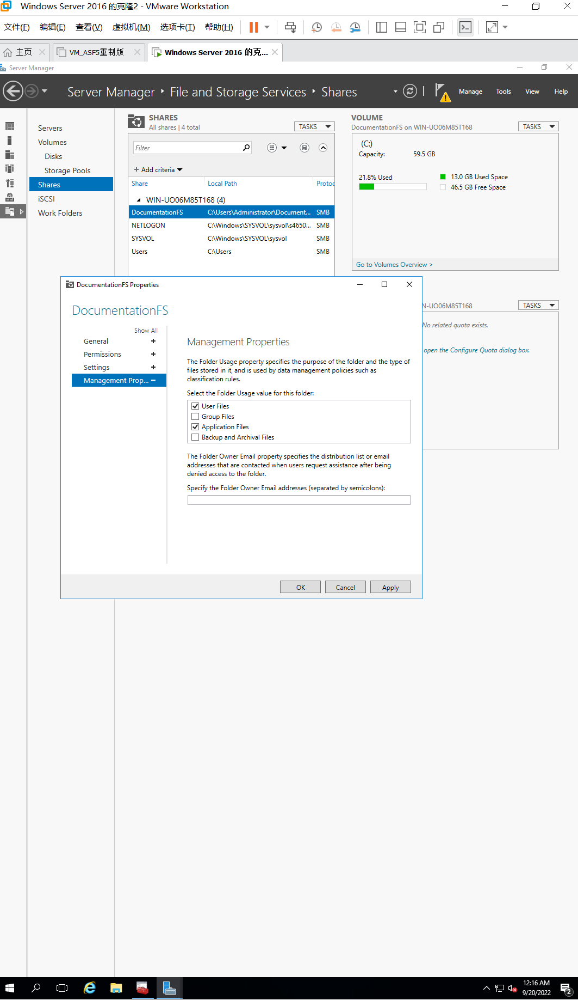 Windows Server 2016 的克隆2 - VMware Workstation
文件(F) 编辑(E) 查看(V) 虚拟机(M) 选项卡(T) 帮助(H)
主页 VM_ASF5重制版 Windows Server 2016 的克...
Server Manager
Server Manager File and Storage Services Shares Manage Tools View Help
Servers
Volumes
Disks
Storage Pools
Shares
iSCSI
Work Folders
SHARES
All shares | 4 total
TASKS
Filter
+ Add criteria
Share Local Path Protoc
WIN-UO06M85T168 (4)
DocumentationFS C:\Users\Administrator\Document... SMB
NETLOGON C:\Windows\SYSVOL\sysvol\s4650... SMB
SYSVOL C:\Windows\SYSVOL\sysvol SMB
Users C:\Users SMB
VOLUME
DocumentationFS on WIN-UO06M85T168
TASKS
(C:)
Capacity: 59.5 GB
21.8% Used
13.0 GB Used Space
46.5 GB Free Space
Go to Volumes Overview >
N-UO06M85T168
TASKS
No related quota exists.
open the Configure Quota dialog box.
DocumentationFS Properties
DocumentationFS
Show All
General +
Permissions +
Settings +
Management Prop... −
Management Properties
The Folder Usage property specifies the purpose of the folder and the type of
files stored in it, and is used by data management policies such as
classification rules.
Select the Folder Usage value for this folder:
User Files
Group Files
Application Files
Backup and Archival Files
The Folder Owner Email property specifies the distribution list or email
addresses that are contacted when users request assistance after being
denied access to the folder.
Specify the Folder Owner Email addresses (separated by semicolons):
OK Cancel Apply
12:16 AM
9/20/2022
2